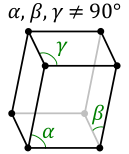 α, β, γ ≠ 90°
γ
β
α